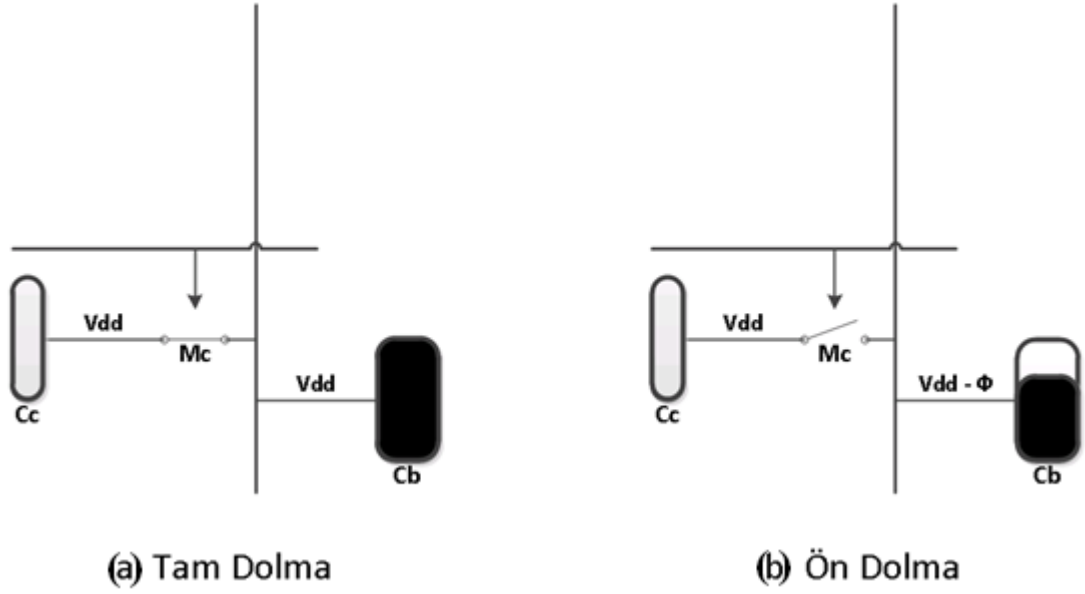 Vdd
Mc
Cc
Vdd
Cb
(a) Tam Dolma
Vdd
Mc
Cc
Vdd - Φ
Cb
(b) Ön Dolma